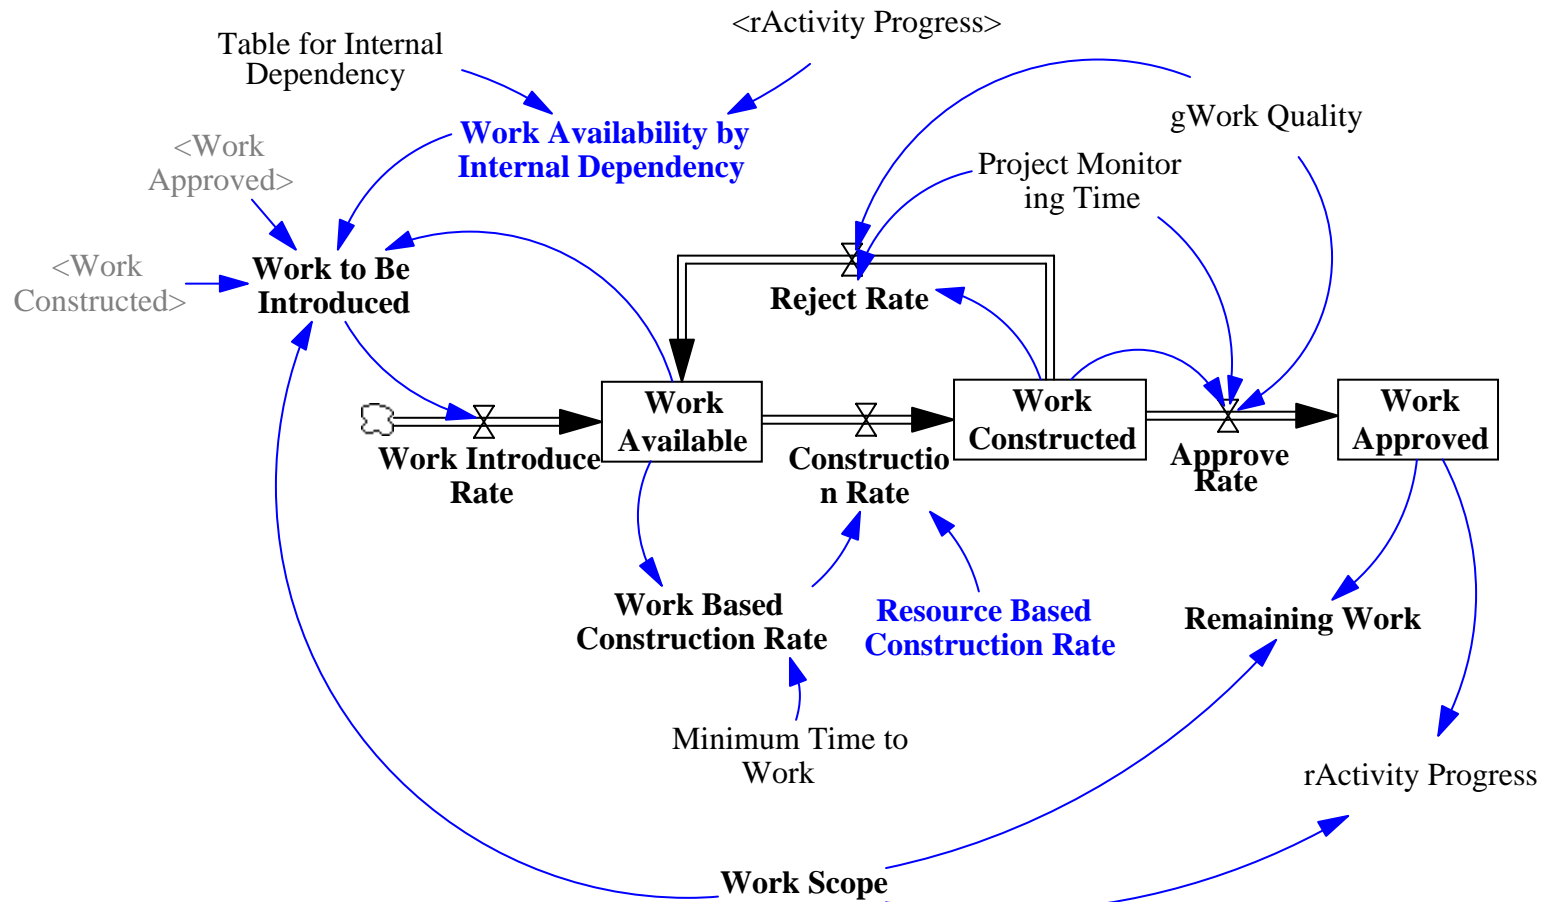 <rActivity Progress>
Table for Internal
Dependency
gWork Quality
Work Availability by
Internal Dependency
<Work
Approved>
Project Monitor
ing Time
<Work
Constructed>
Work to Be
Introduced
Reject Rate
Work
Available
Work
Constructed
Work
Approved
Work Introduce
Rate
Constructio
n Rate
Approve
Rate
Work Based
Construction Rate
Resource Based
Construction Rate
Remaining Work
Minimum Time to
Work
rActivity Progress
Work Scope